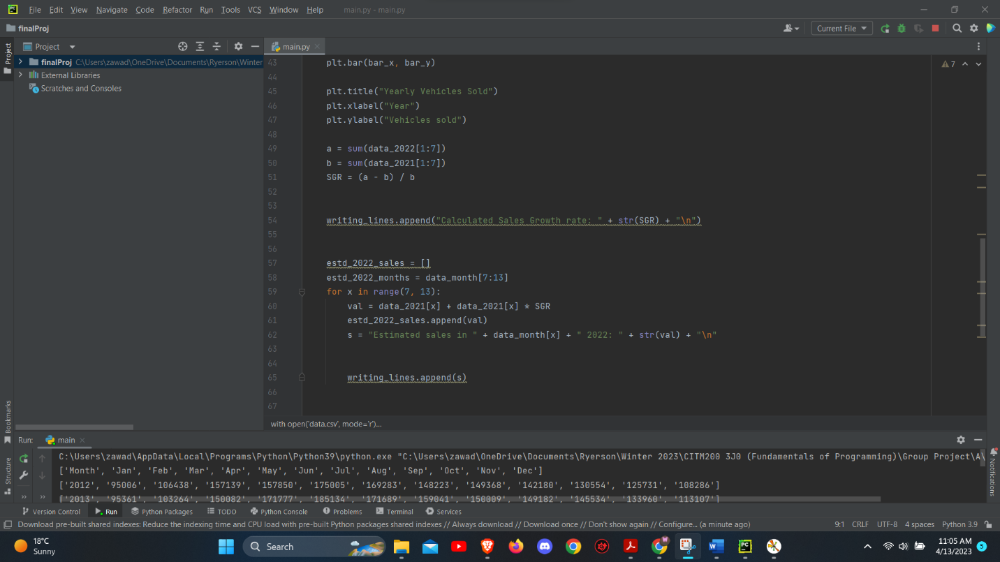 PC File Edit View Navigate Code Refactor Run Tools VCS Window Help main.py - main.py
finalProj Current File
Project main.py
Project
finalProj C:\Users\zawad\OneDrive\Documents\Ryerson\Winter
External Libraries
Scratches and Consoles
7
43 plt.bar(bar_x, bar_y)
44
45 plt.title("Yearly Vehicles Sold")
46 plt.xlabel("Year")
47 plt.ylabel("Vehicles sold")
48
49 a = sum(data_2022[1:7])
50 b = sum(data_2021[1:7])
51 SGR = (a - b) / b
52
53
54 writing_lines.append("Calculated Sales Growth rate: " + str(SGR) + "\n")
55
56
57 estd_2022_sales = []
58 estd_2022_months = data_month[7:13]
59 for x in range(7, 13):
60 val = data_2021[x] + data_2021[x] * SGR
61 estd_2022_sales.append(val)
62 s = "Estimated sales in " + data_month[x] + " 2022: " + str(val) + "\n"
63
64
65 writing_lines.append(s)
66
67
with open('data.csv', mode='r')...
Bookmarks
Structure
Notifications
Run: main
C:\Users\zawad\AppData\Local\Programs\Python\Python39\python.exe "C:\Users\zawad\OneDrive\Documents\Ryerson\Winter 2023\CITM200 3J0 (Fundamentals of Programming)\Group Project\A\
['Month', 'Jan', 'Feb', 'Mar', 'Apr', 'May', 'Jun', 'Jul', 'Aug', 'Sep', 'Oct', 'Nov', 'Dec']
['2012', '95006', '106438', '157139', '157850', '175005', '169283', '148223', '149368', '142180', '130554', '125731', '108286']
['2013', '95361', '103264', '150082', '171777', '185134', '171689', '159041', '150009', '149182', '145534', '133960', '113107']
Version Control Run Python Packages TODO Python Console Problems Terminal Services
Download pre-built shared indexes: Reduce the indexing time and CPU load with pre-built Python packages shared indexes // Always download // Download once // Don't show again // Configure... (a minute ago) 9:1 CRLF UTF-8 4 spaces Python 3.9
18°C
Sunny
Search
W
W
PC
11:05 AM
4/13/2023
5